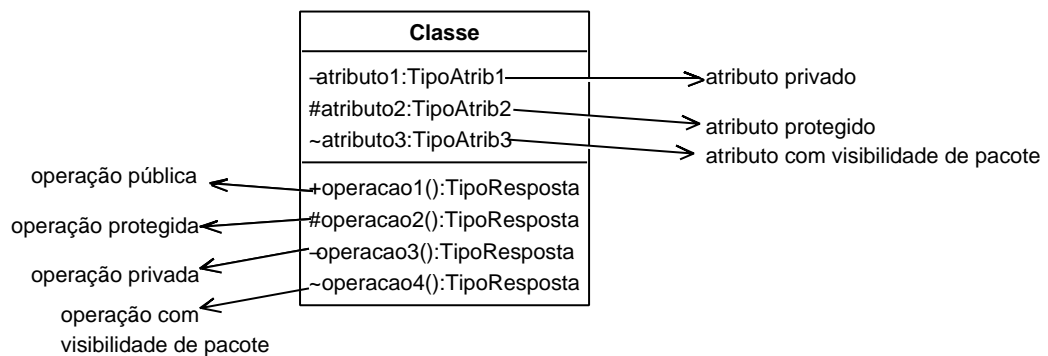 Classe
-atributo1:TipoAtrib1
atributo privado
#atributo2:TipoAtrib2
atributo protegido
~atributo3:TipoAtrib3
atributo com visibilidade de pacote
operação pública
+operacao1():TipoResposta
operação protegida
#operacao2():TipoResposta
operação privada
-operacao3():TipoResposta
operação com
visibilidade de pacote
~operacao4():TipoResposta